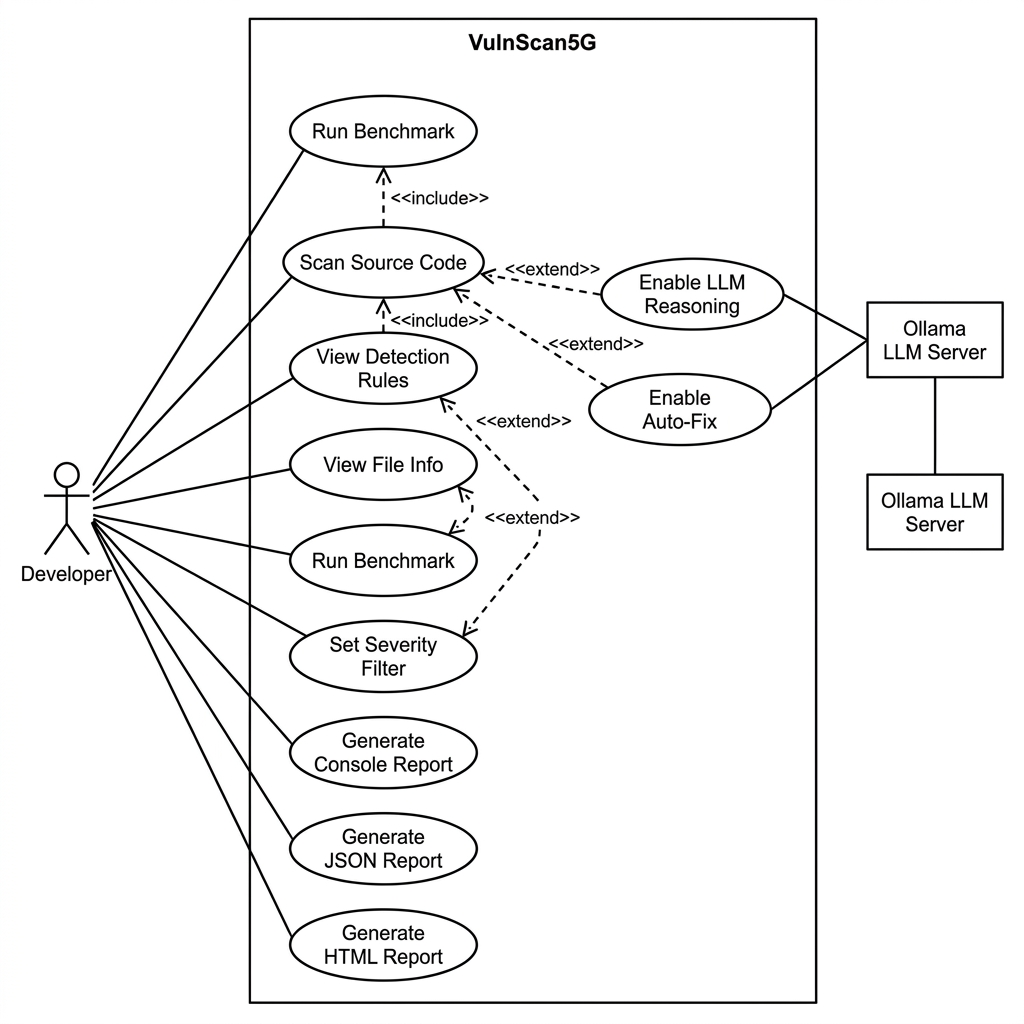 VulnScan5G
Run Benchmark
<<include>>
Scan Source Code
<<extend>>
Enable LLM
Reasoning
<<include>>
Ollama
LLM Server
View Detection
Rules
<<extend>>
Enable
Auto-Fix
<<extend>>
View File Info
Ollama LLM
Server
<<extend>>
Run Benchmark
Developer
Set Severity
Filter
Generate
Console Report
Generate
JSON Report
Generate
HTML Report